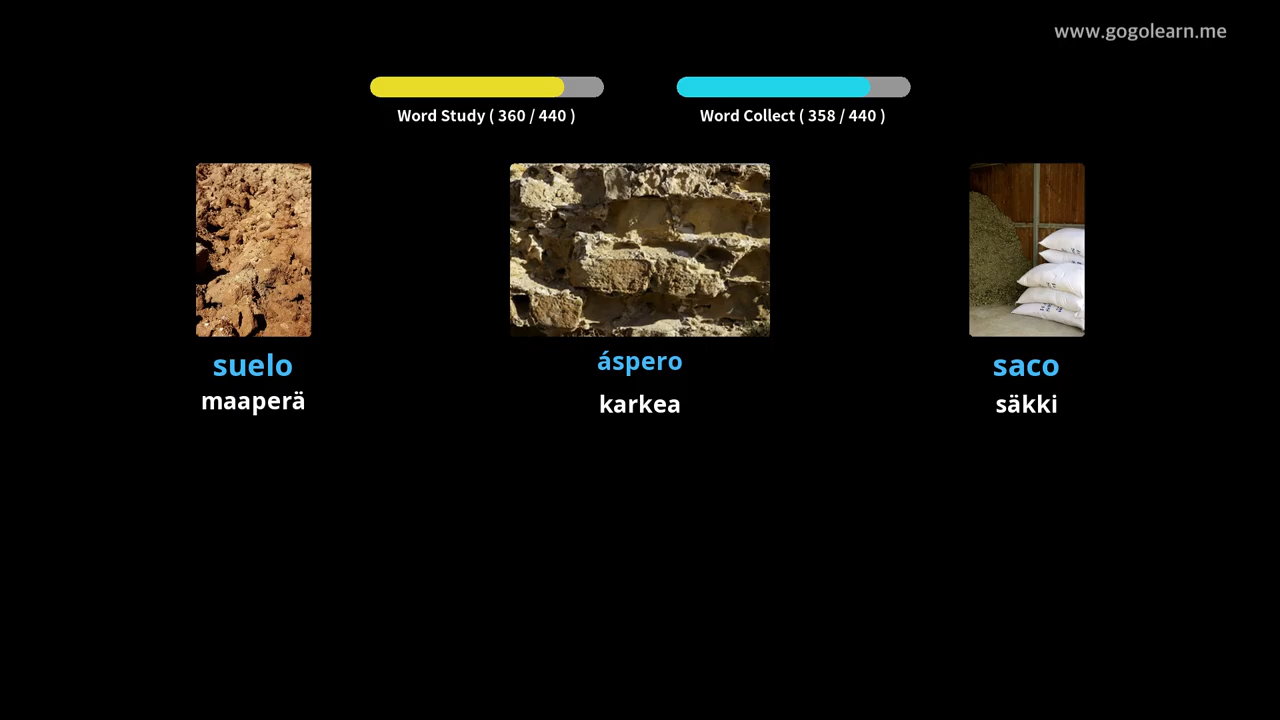 www.gogolearn.me
Word Study ( 360 / 440 )
Word Collect ( 358 / 440 )
suelo
maaperä
áspero
karkea
saco
säkki